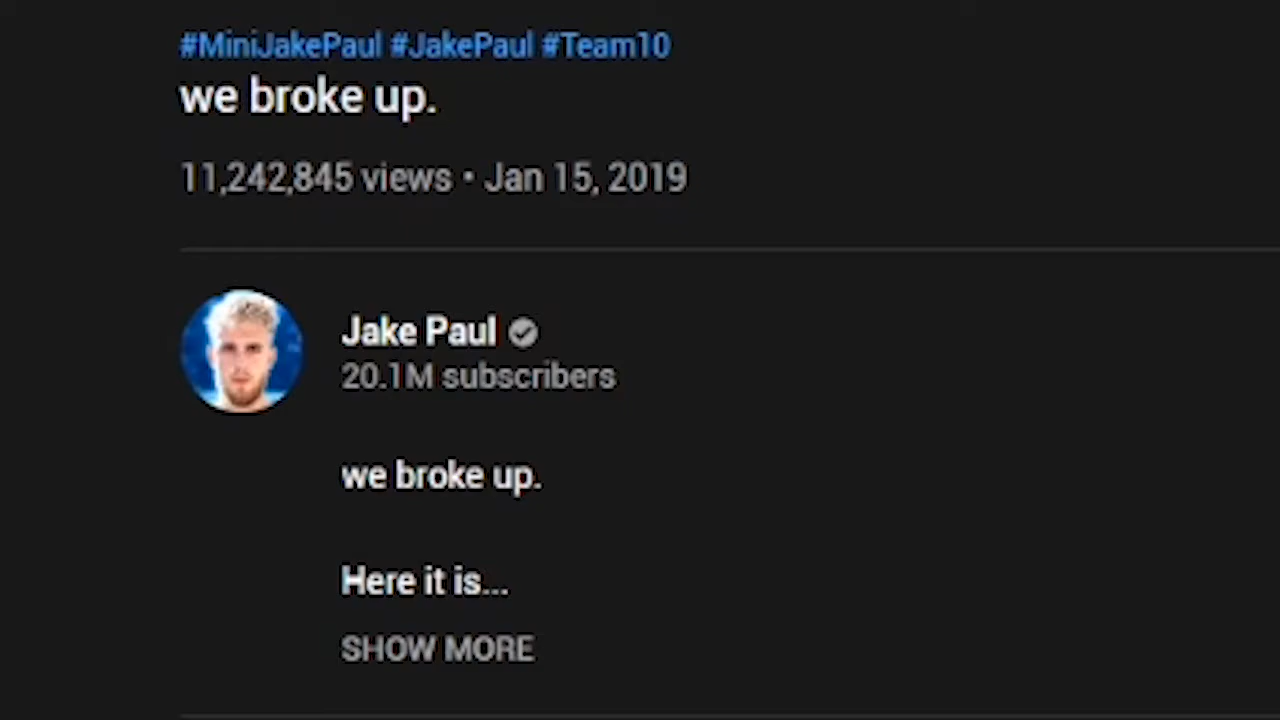 #MiniJakePaul #JakePaul #Team10
we broke up.
11,242,845 views • Jan 15, 2019
Jake Paul
20.1M subscribers
we broke up.
Here it is...
SHOW MORE